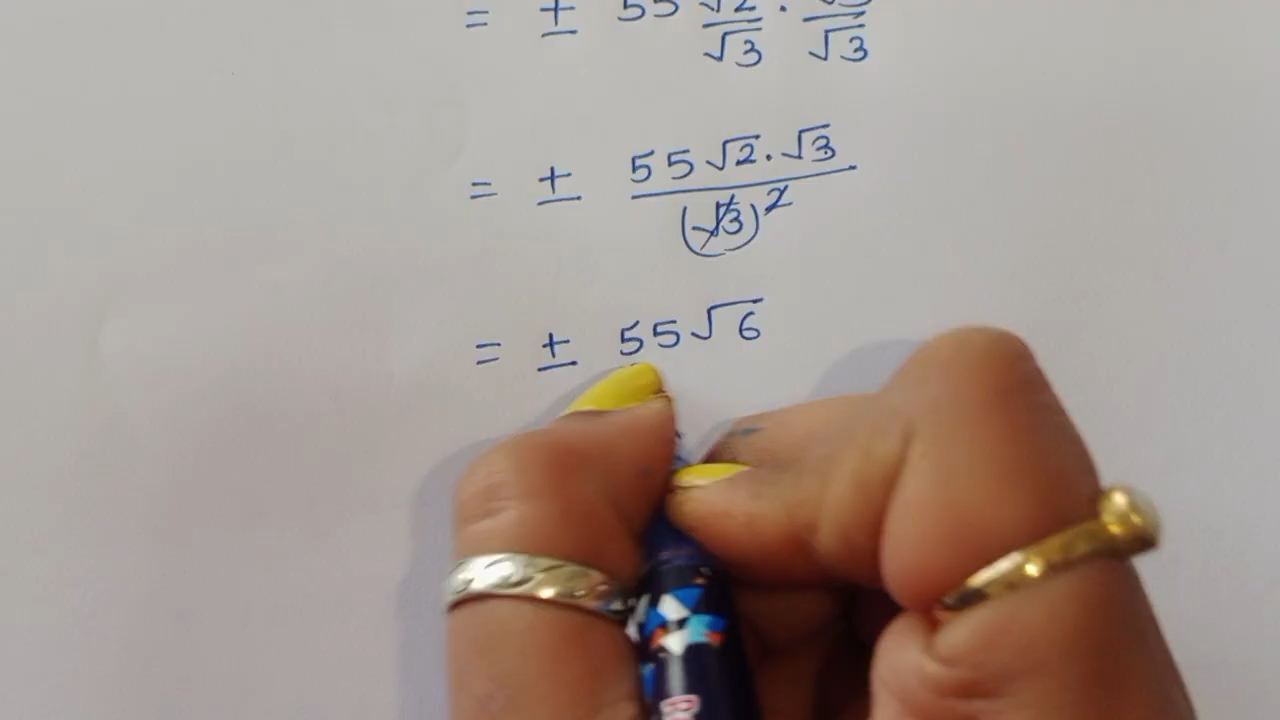 = ± 55 √2/√3 · √3/√3
= ± 55√2·√3/(√3)²
= ± 55√6